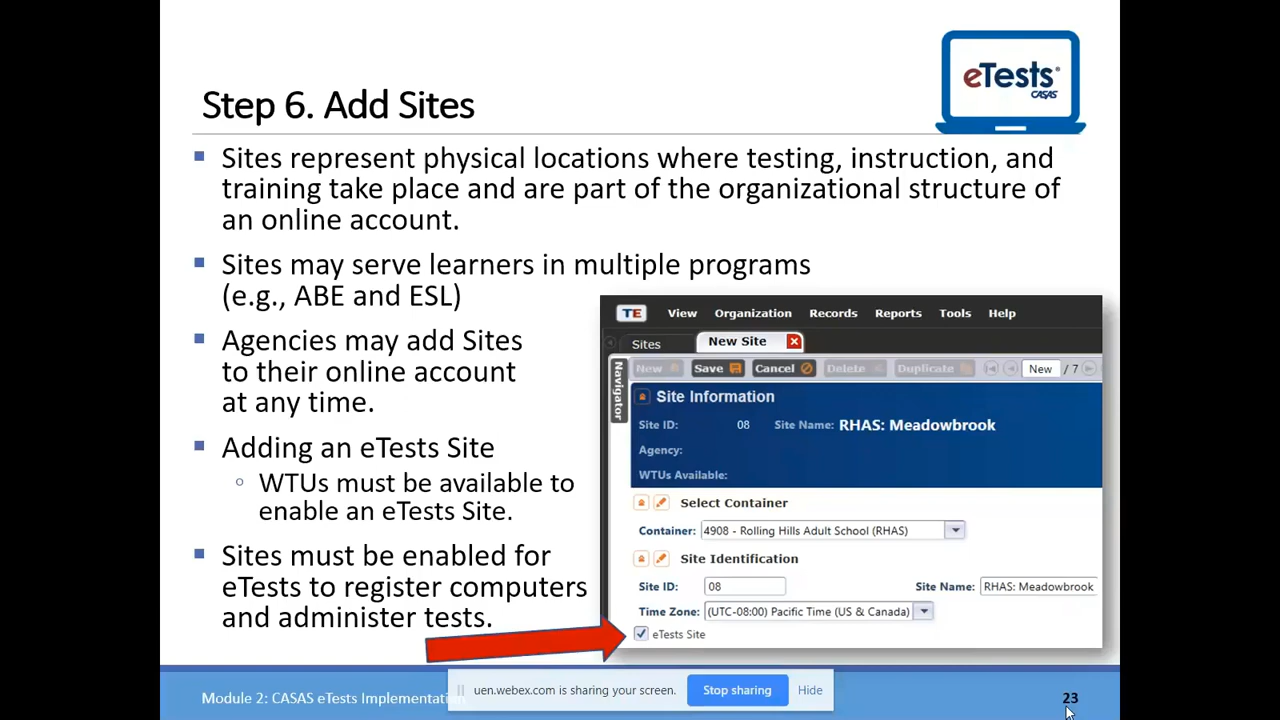 eTests®
CASAS
Step 6. Add Sites
Sites represent physical locations where testing, instruction, and
training take place and are part of the organizational structure of
an online account.
Sites may serve learners in multiple programs
(e.g., ABE and ESL)
Agencies may add Sites
to their online account
at any time.
Adding an eTests Site
WTUs must be available to
enable an eTests Site.
Sites must be enabled for
eTests to register computers
and administer tests.
TE View Organization Records Reports Tools Help
Sites New Site
Navigator
New Save Cancel Delete Duplicate New / 7
Site Information
Site ID: 08 Site Name: RHAS: Meadowbrook
Agency:
WTUs Available:
Select Container
Container: 4908 - Rolling Hills Adult School (RHAS)
Site Identification
Site ID: 08 Site Name: RHAS: Meadowbrook
Time Zone: (UTC-08:00) Pacific Time (US & Canada)
eTests Site
Module 2: CASAS eTests Implementation
uen.webex.com is sharing your screen. Stop sharing Hide
23